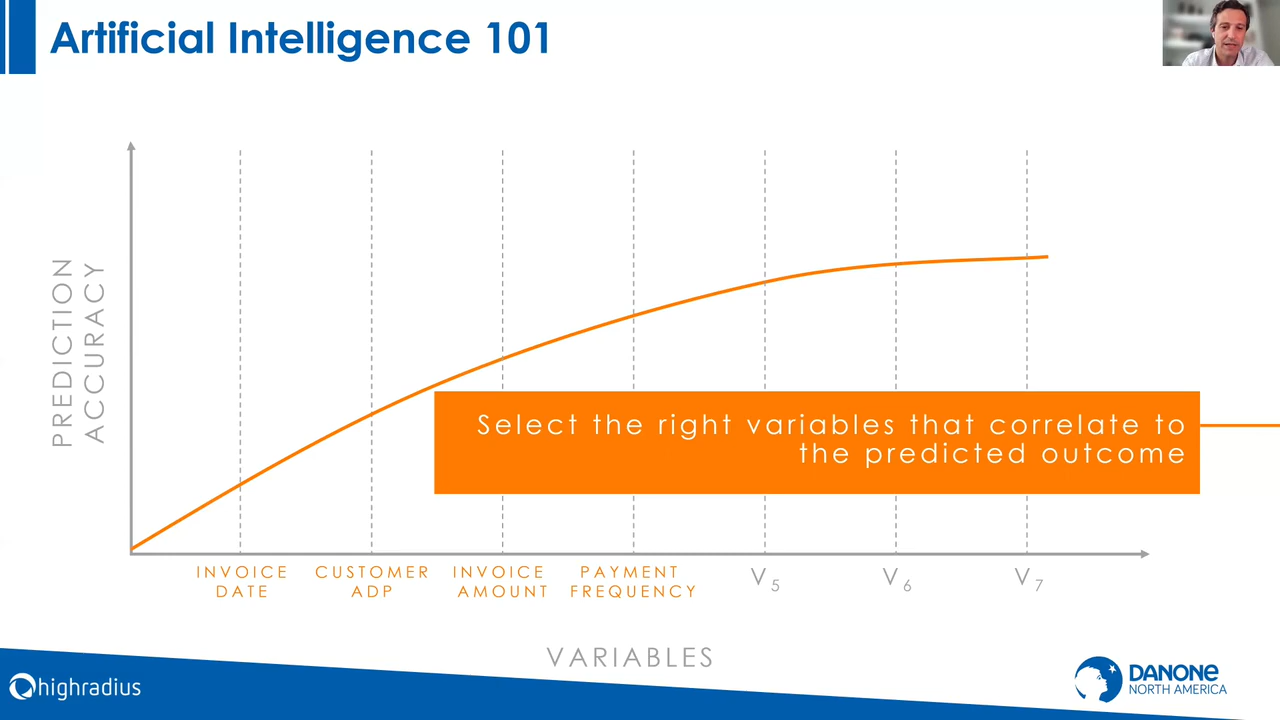 Artificial Intelligence 101
PREDICTION
ACCURACY
Select the right variables that correlate to
the predicted outcome
INVOICE
DATE
CUSTOMER
ADP
INVOICE
AMOUNT
PAYMENT
FREQUENCY
V5
V6
V7
VARIABLES
highradius
DANONE
NORTH AMERICA